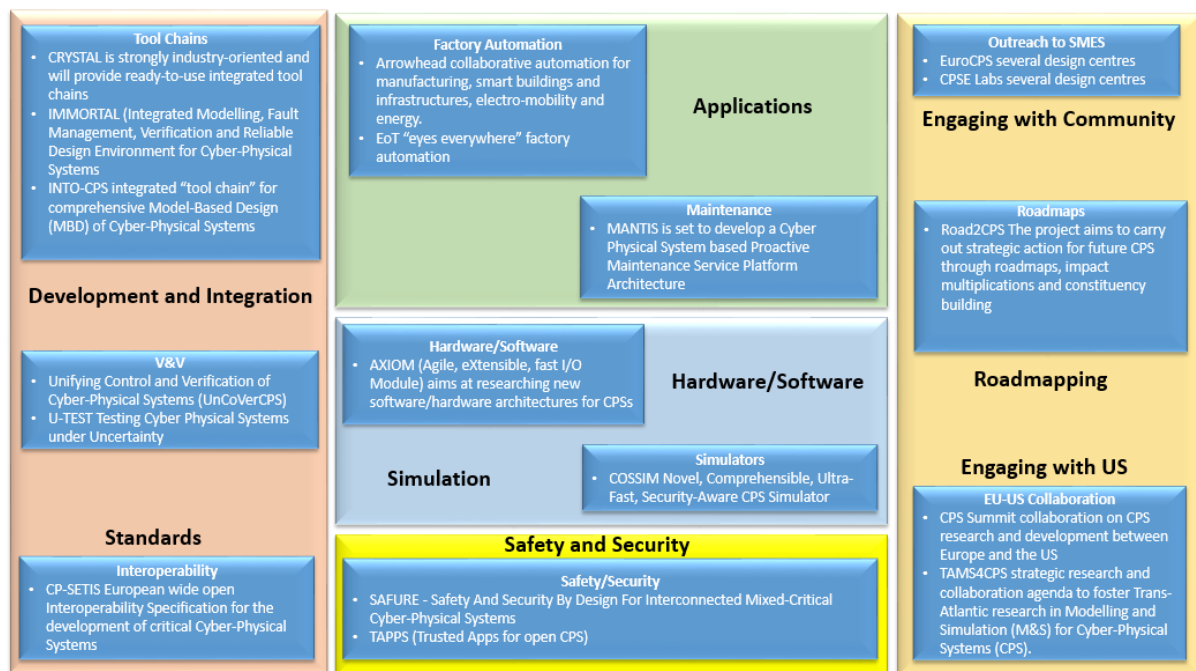 Tool Chains
• CRYSTAL is strongly industry-oriented and
will provide ready-to-use integrated tool
chains
• IMMORTAL (Integrated Modelling, Fault
Management, Verification and Reliable
Design Environment for Cyber-Physical
Systems
• INTO-CPS integrated “tool chain” for
comprehensive Model-Based Design
(MBD) of Cyber-Physical Systems
Development and Integration
V&V
• Unifying Control and Verification of
Cyber-Physical Systems (UnCoVerCPS)
• U-TEST Testing Cyber Physical Systems
under Uncertainty
Standards
Interoperability
• CP-SETIS European wide open
Interoperability Specification for the
development of critical Cyber-Physical
Systems
Factory Automation
• Arrowhead collaborative automation for
manufacturing, smart buildings and
infrastructures, electro-mobility and
energy.
• EoT “eyes everywhere” factory
automation
Applications
Maintenance
• MANTIS is set to develop a Cyber
Physical System based Proactive
Maintenance Service Platform
Architecture
Hardware/Software
• AXIOM (Agile, eXtensible, fast I/O
Module) aims at researching new
software/hardware architectures for CPSs
Hardware/Software
Simulation
Simulators
• COSSIM Novel, Comprehensible, Ultra-
Fast, Security-Aware CPS Simulator
Safety and Security
Safety/Security
• SAFURE - Safety And Security By Design For Interconnected Mixed-Critical
Cyber-Physical Systems
• TAPPS (Trusted Apps for open CPS)
Outreach to SMES
• EuroCPS several design centres
• CPSE Labs several design centres
Engaging with Community
Roadmaps
• Road2CPS The project aims to carry
out strategic action for future CPS
through roadmaps, impact
multiplications and constituency
building
Roadmapping
Engaging with US
EU-US Collaboration
• CPS Summit collaboration on CPS
research and development between
Europe and the US
• TAMS4CPS strategic research and
collaboration agenda to foster Trans-
Atlantic research in Modelling and
Simulation (M&S) for Cyber-Physical
Systems (CPS).